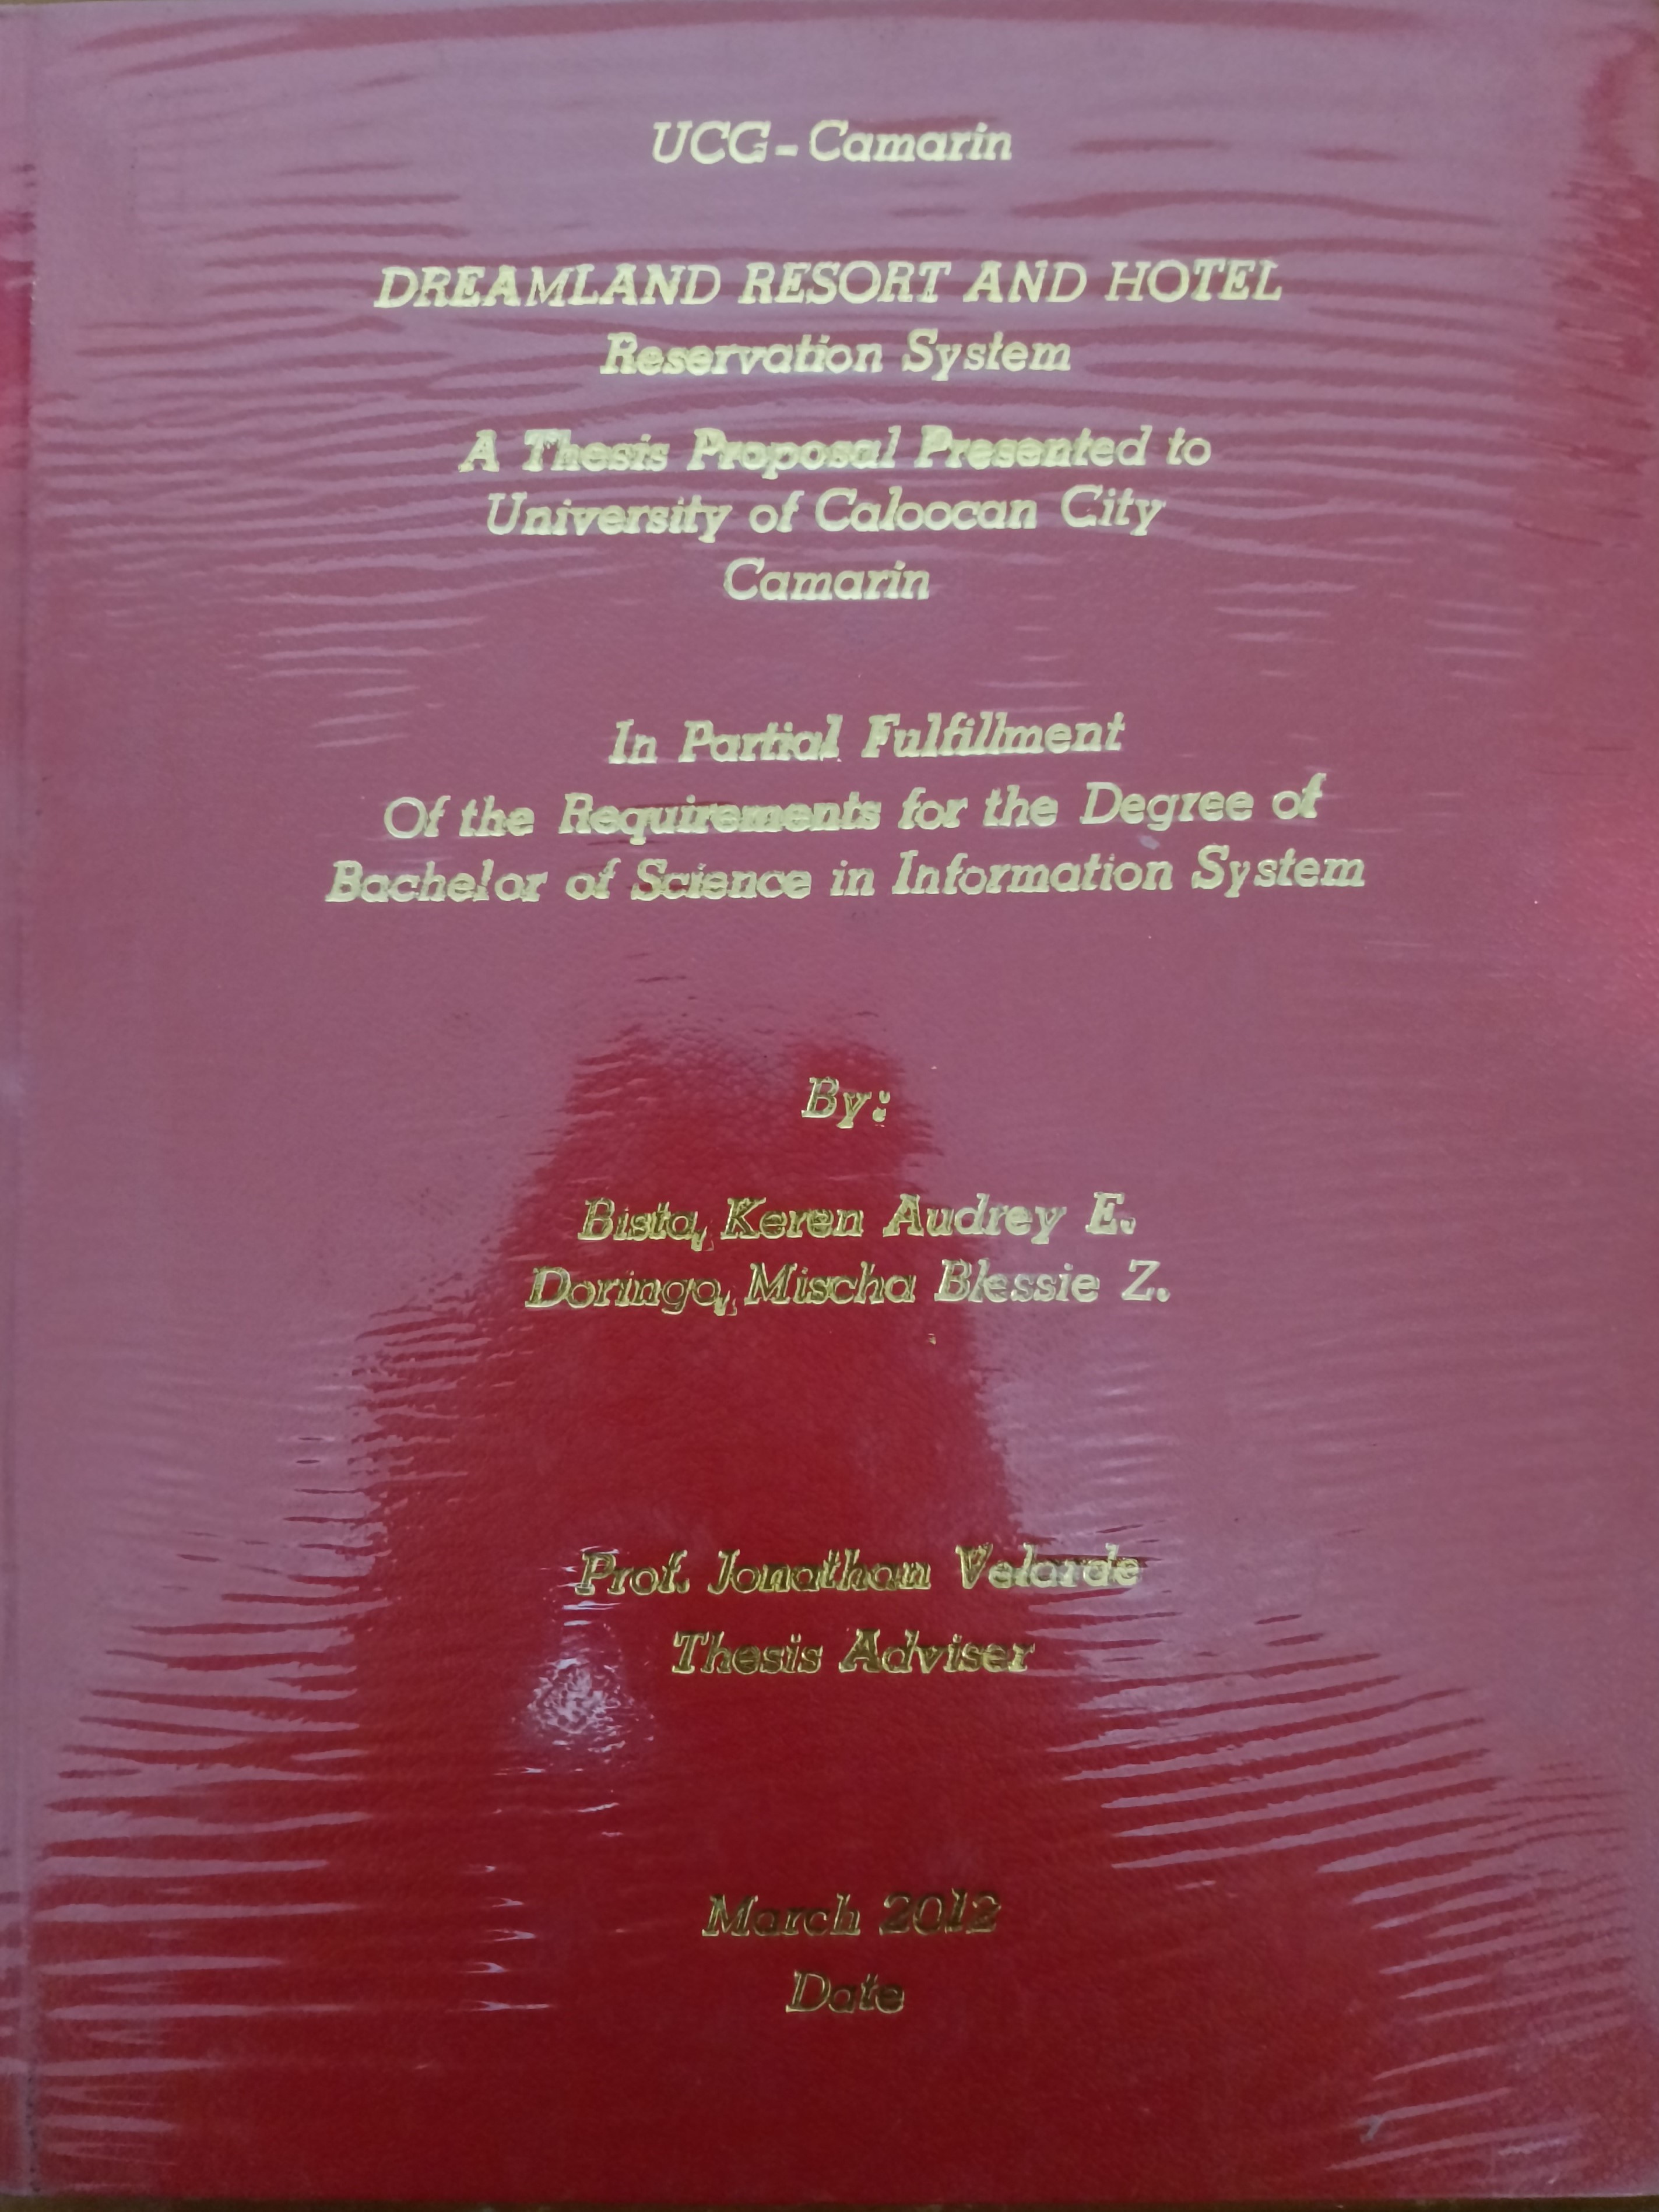 UCC-Camarin
DREAMLAND RESORT AND HOTEL
Reservation System
A Thesis Proposal Presented to
University of Caloocan City
Camarin
In Partial Fulfillment
Of the Requirements for the Degree of
Bachelor of Science in Information System
By:
Bista, Keren Audrey E.
Doringo, Mischa Blessie Z.
Prof. Jonathan Velarde
Thesis Adviser
March 2012
Date